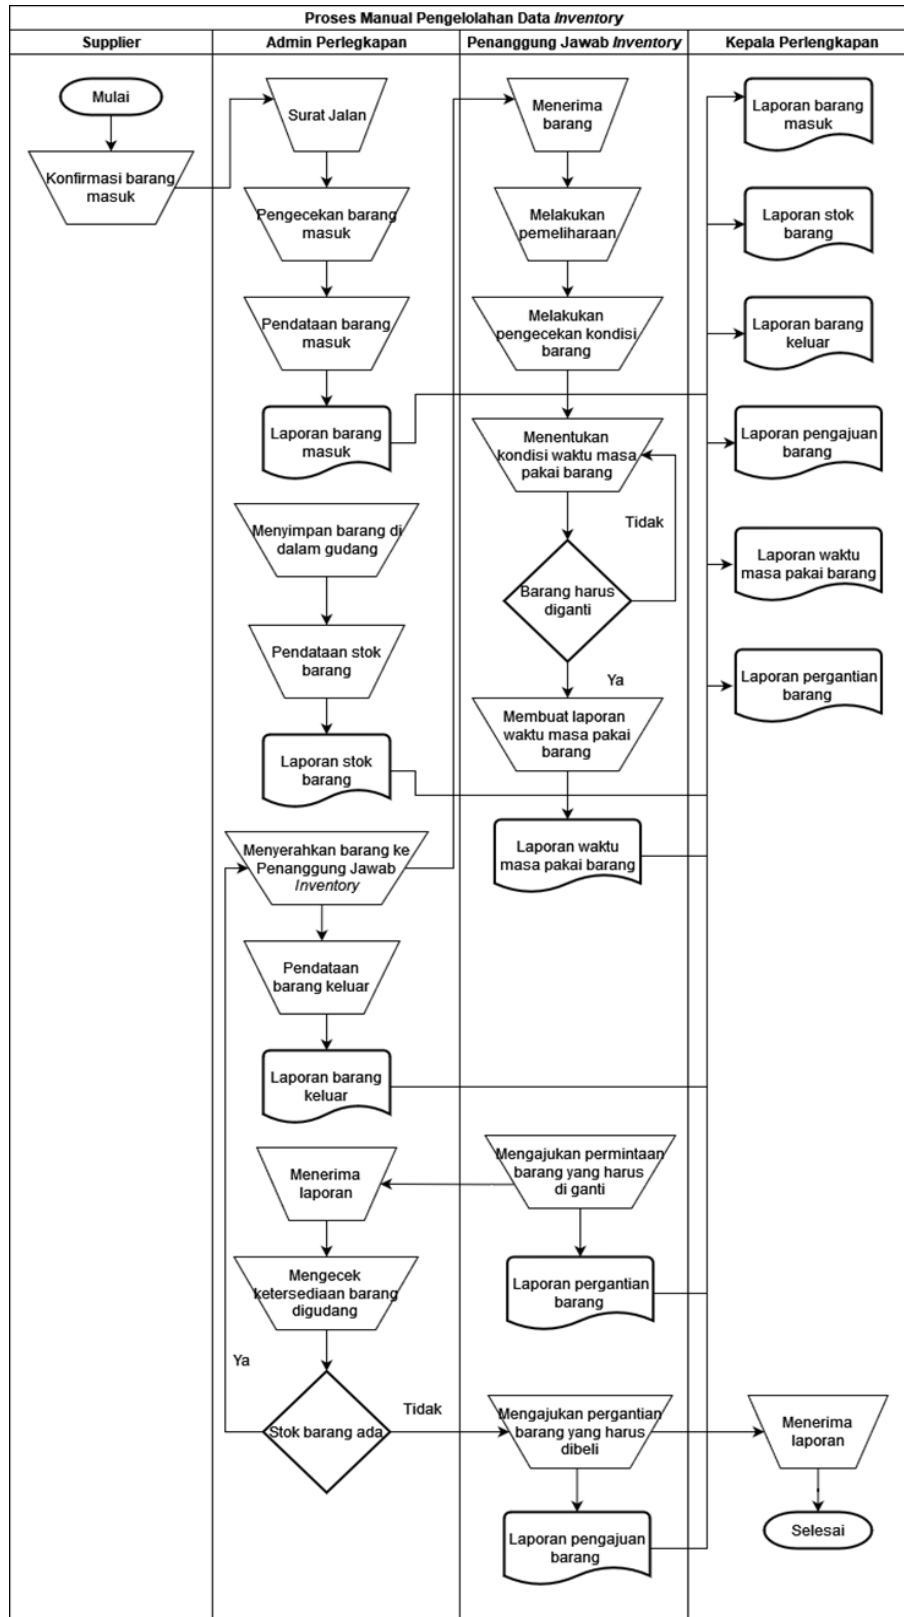 Proses Manual Pengelolahan Data Inventory
Supplier
Admin Perlegkapan
Penanggung Jawab Inventory
Kepala Perlengkapan
Mulai
Konfirmasi barang
masuk
Surat Jalan
Pengecekan barang
masuk
Pendataan barang
masuk
Laporan barang
masuk
Menyimpan barang di
dalam gudang
Pendataan stok
barang
Laporan stok
barang
Menyerahkan barang ke
Penanggung Jawab
Inventory
Pendataan
barang keluar
Laporan barang
keluar
Menerima
laporan
Mengecek
ketersediaan barang
digudang
Ya
Stok barang ada
Tidak
Menerima
barang
Melakukan
pemeliharaan
Melakukan
pengecekan kondisi
barang
Menentukan
kondisi waktu masa
pakai barang
Tidak
Barang harus
diganti
Ya
Membuat laporan
waktu masa pakai
barang
Laporan waktu
masa pakai barang
Mengajukan permintaan
barang yang harus
di ganti
Laporan pergantian
barang
Mengajukan pergantian
barang yang harus
dibeli
Laporan pengajuan
barang
Laporan barang
masuk
Laporan stok
barang
Laporan barang
keluar
Laporan pengajuan
barang
Laporan waktu
masa pakai barang
Laporan pergantian
barang
Menerima
laporan
Selesai